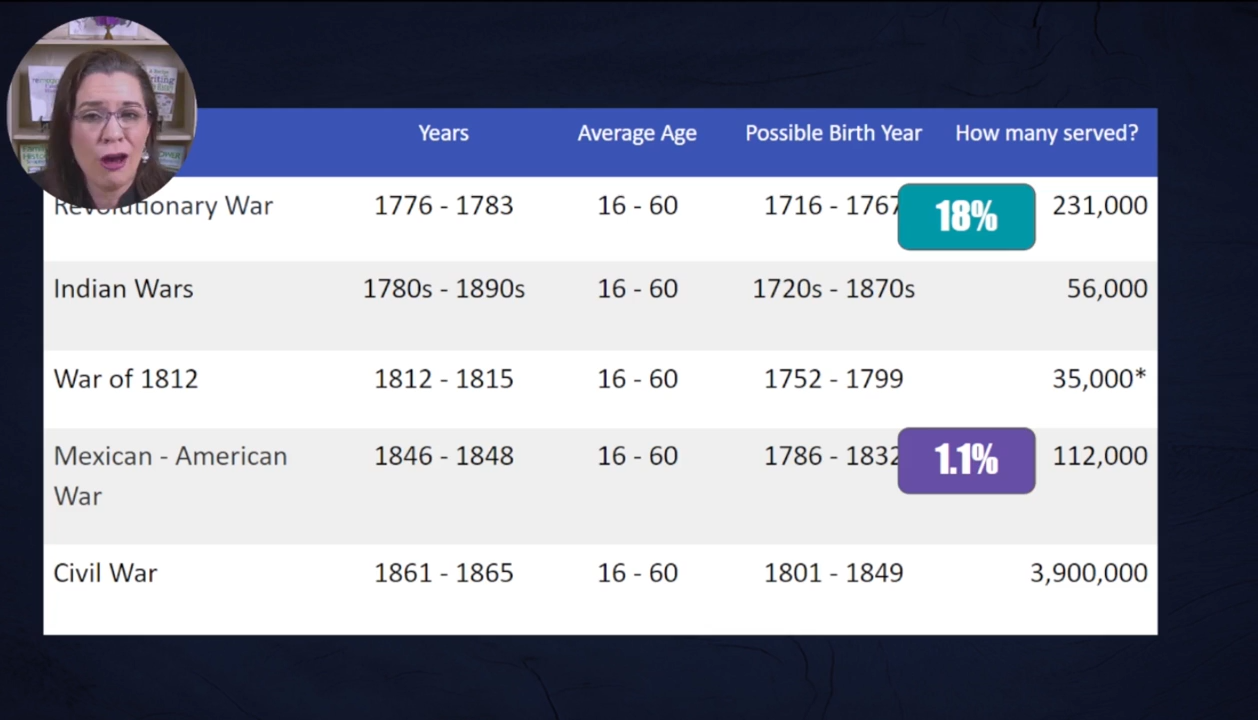 Years Average Age Possible Birth Year How many served?
Revolutionary War 1776 - 1783 16 - 60 1716 - 1767 18% 231,000
Indian Wars 1780s - 1890s 16 - 60 1720s - 1870s 56,000
War of 1812 1812 - 1815 16 - 60 1752 - 1799 35,000*
Mexican - American 1846 - 1848 16 - 60 1786 - 1832 1.1% 112,000
War
Civil War 1861 - 1865 16 - 60 1801 - 1849 3,900,000